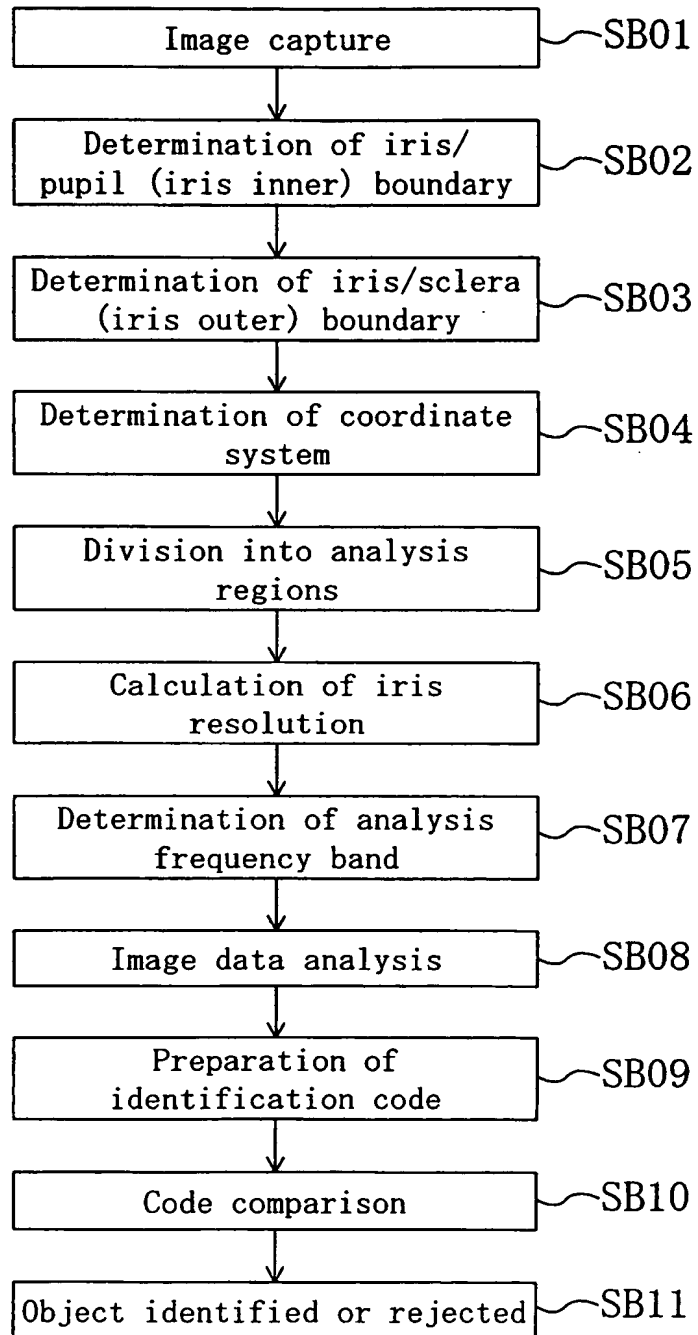 Image capture
SB01
Determination of iris/
pupil (iris inner) boundary
SB02
Determination of iris/sclera
(iris outer) boundary
SB03
Determination of coordinate
system
SB04
Division into analysis
regions
SB05
Calculation of iris
resolution
SB06
Determination of analysis
frequency band
SB07
Image data analysis
SB08
Preparation of
identification code
SB09
Code comparison
SB10
Object identified or rejected
SB11